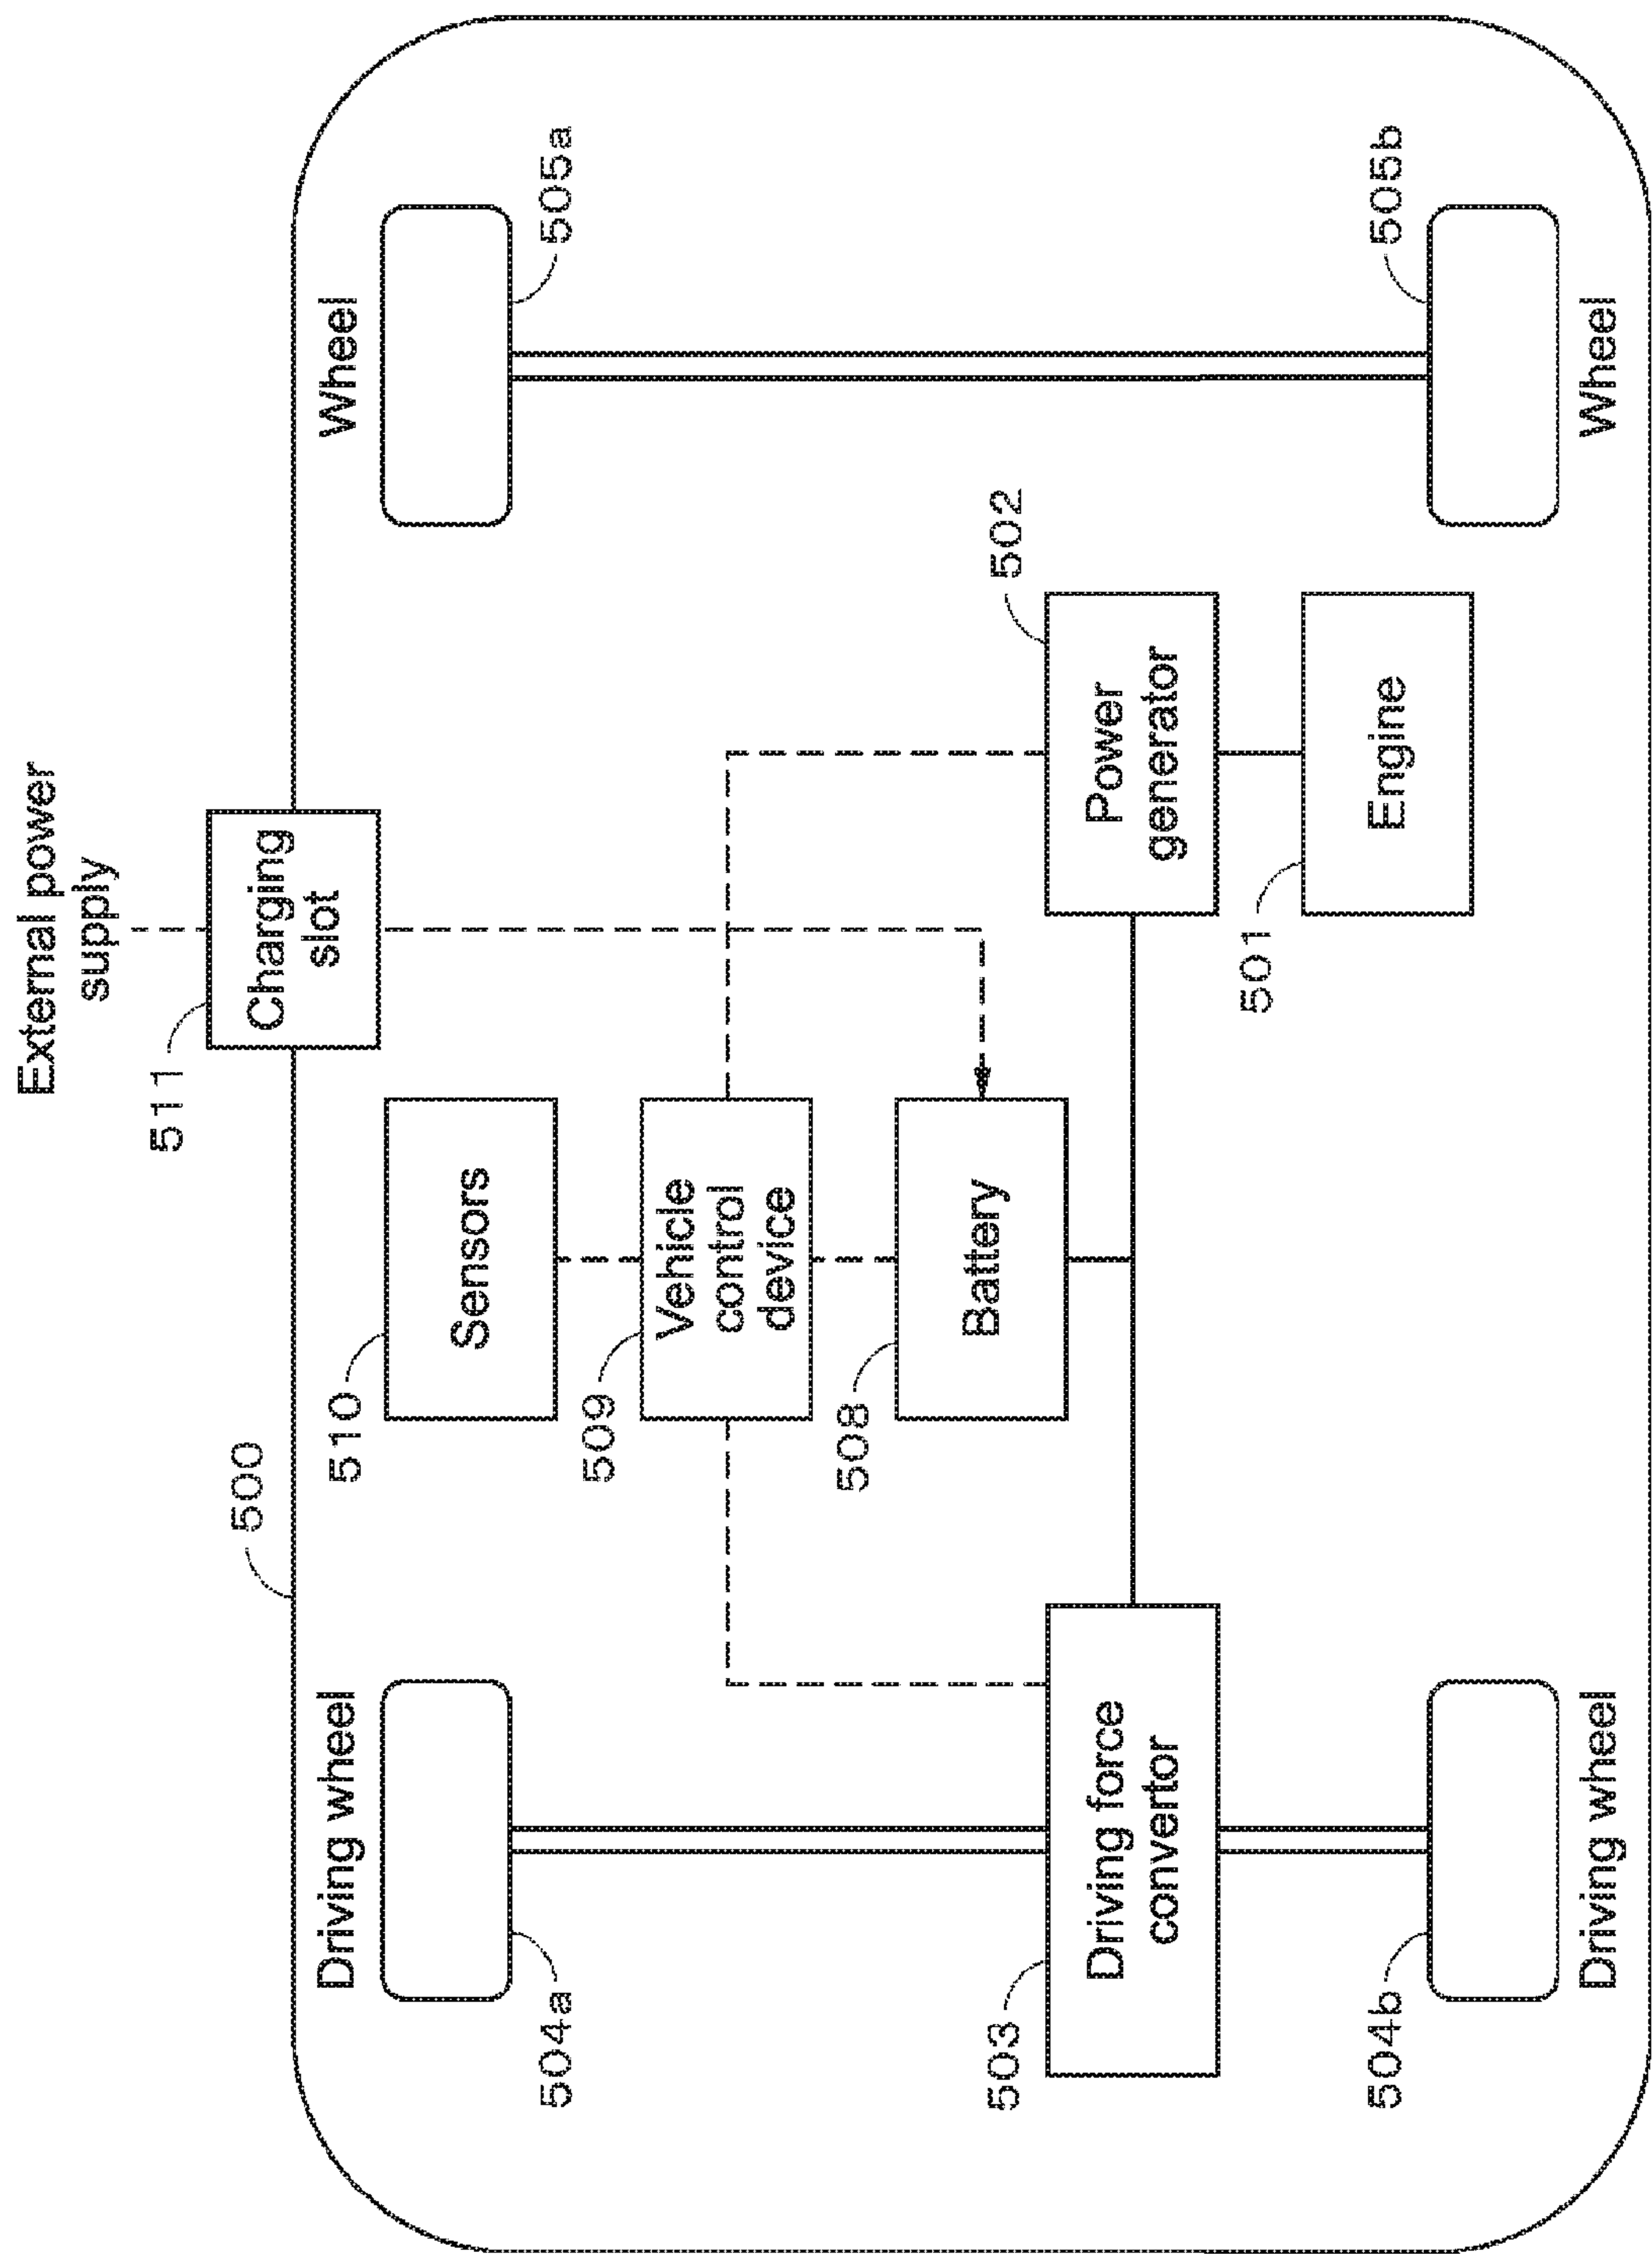 External power
supply
511
Charging
slot
500
Driving wheel
504a
510
Sensors
Wheel
505a
509
Vehicle
control
device
508
Battery
503
Driving force
convertor
502
Power
generator
501
Engine
504b
Driving wheel
505b
Wheel